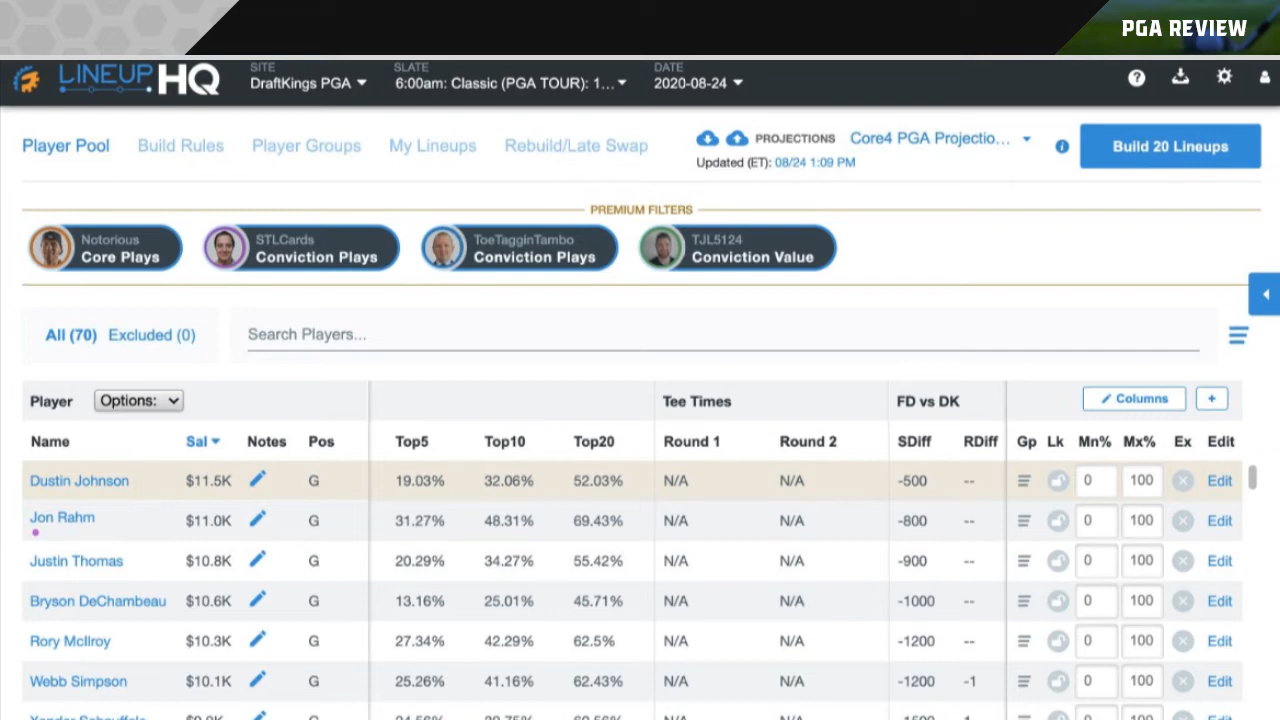 PGA REVIEW
LINEUPHQ
SITE
DraftKings PGA
SLATE
6:00am: Classic (PGA TOUR): 1...
DATE
2020-08-24
Player Pool Build Rules Player Groups My Lineups Rebuild/Late Swap
PROJECTIONS Core4 PGA Projectio...
Updated (ET): 08/24 1:09 PM
Build 20 Lineups
PREMIUM FILTERS
Notorious
Core Plays
STLCards
Conviction Plays
ToeTagginTambo
Conviction Plays
TJL5124
Conviction Value
All (70) Excluded (0) Search Players...
Player Options: Tee Times FD vs DK Columns +
Name Sal Notes Pos Top5 Top10 Top20 Round 1 Round 2 SDiff RDiff Gp Lk Mn% Mx% Ex Edit
Dustin Johnson $11.5K G 19.03% 32.06% 52.03% N/A N/A -500 -- 0 100 Edit
Jon Rahm $11.0K G 31.27% 48.31% 69.43% N/A N/A -800 -- 0 100 Edit
Justin Thomas $10.8K G 20.29% 34.27% 55.42% N/A N/A -900 -- 0 100 Edit
Bryson DeChambeau $10.6K G 13.16% 25.01% 45.71% N/A N/A -1000 -- 0 100 Edit
Rory McIlroy $10.3K G 27.34% 42.29% 62.5% N/A N/A -1200 -- 0 100 Edit
Webb Simpson $10.1K G 25.26% 41.16% 62.43% N/A N/A -1200 -1 0 100 Edit